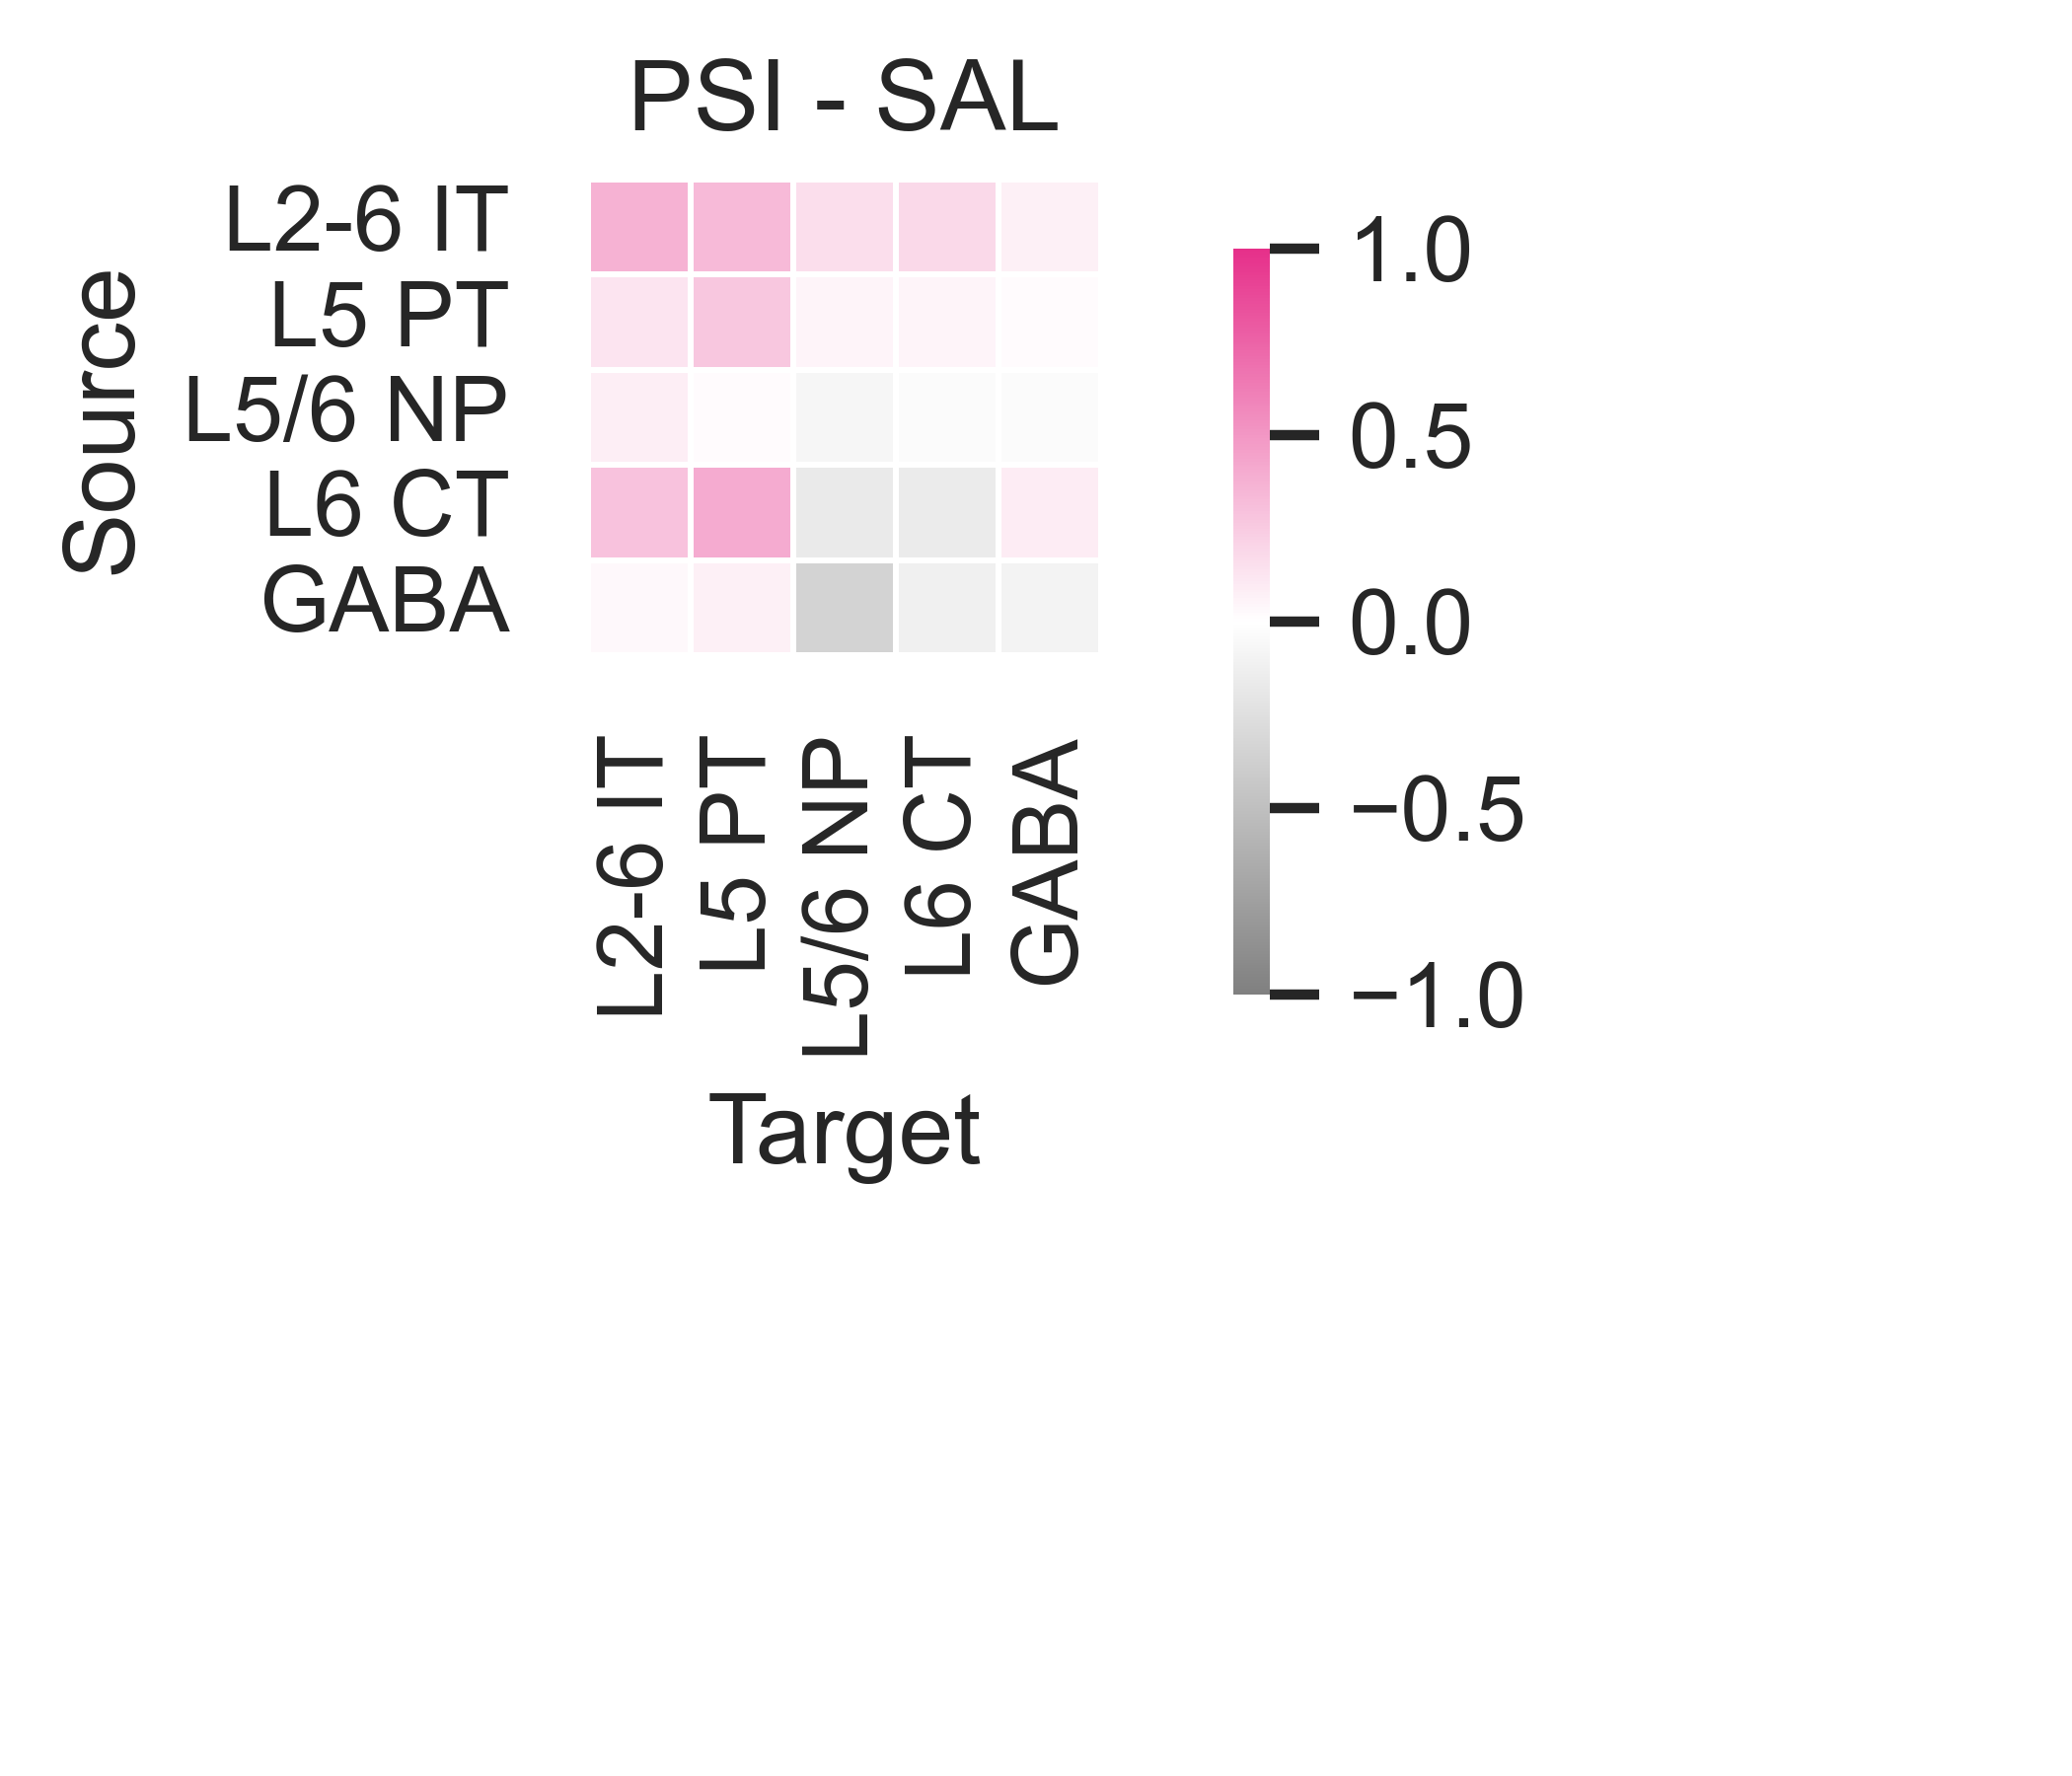 PSI - SAL
Source
L2-6 IT
L5 PT
L5/6 NP
L6 CT
GABA
L2-6 IT
L5 PT
L5/6 NP
L6 CT
GABA
Target
1.0
0.5
0.0
−0.5
−1.0